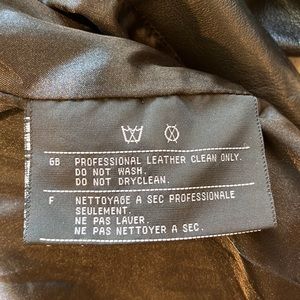 GB PROFESSIONAL LEATHER CLEAN ONLY.
DO NOT WASH.
DO NOT DRYCLEAN.
F NETTOYAGE A SEC PROFESSIONALE
SEULEMENT.
NE PAS LAVER.
NE PAS NETTOYER A SEC.